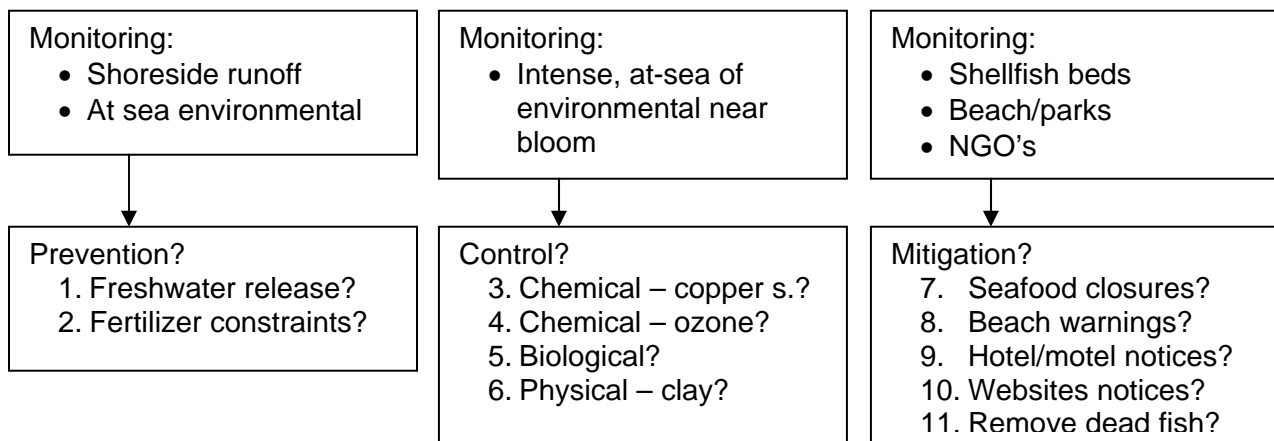 Monitoring:
• Shoreside runoff
• At sea environmental
Monitoring:
• Intense, at-sea of
environmental near
bloom
Monitoring:
• Shellfish beds
• Beach/parks
• NGO's
Prevention?
1. Freshwater release?
2. Fertilizer constraints?
Control?
3. Chemical – copper s.?
4. Chemical – ozone?
5. Biological?
6. Physical – clay?
Mitigation?
7. Seafood closures?
8. Beach warnings?
9. Hotel/motel notices?
10. Websites notices?
11. Remove dead fish?